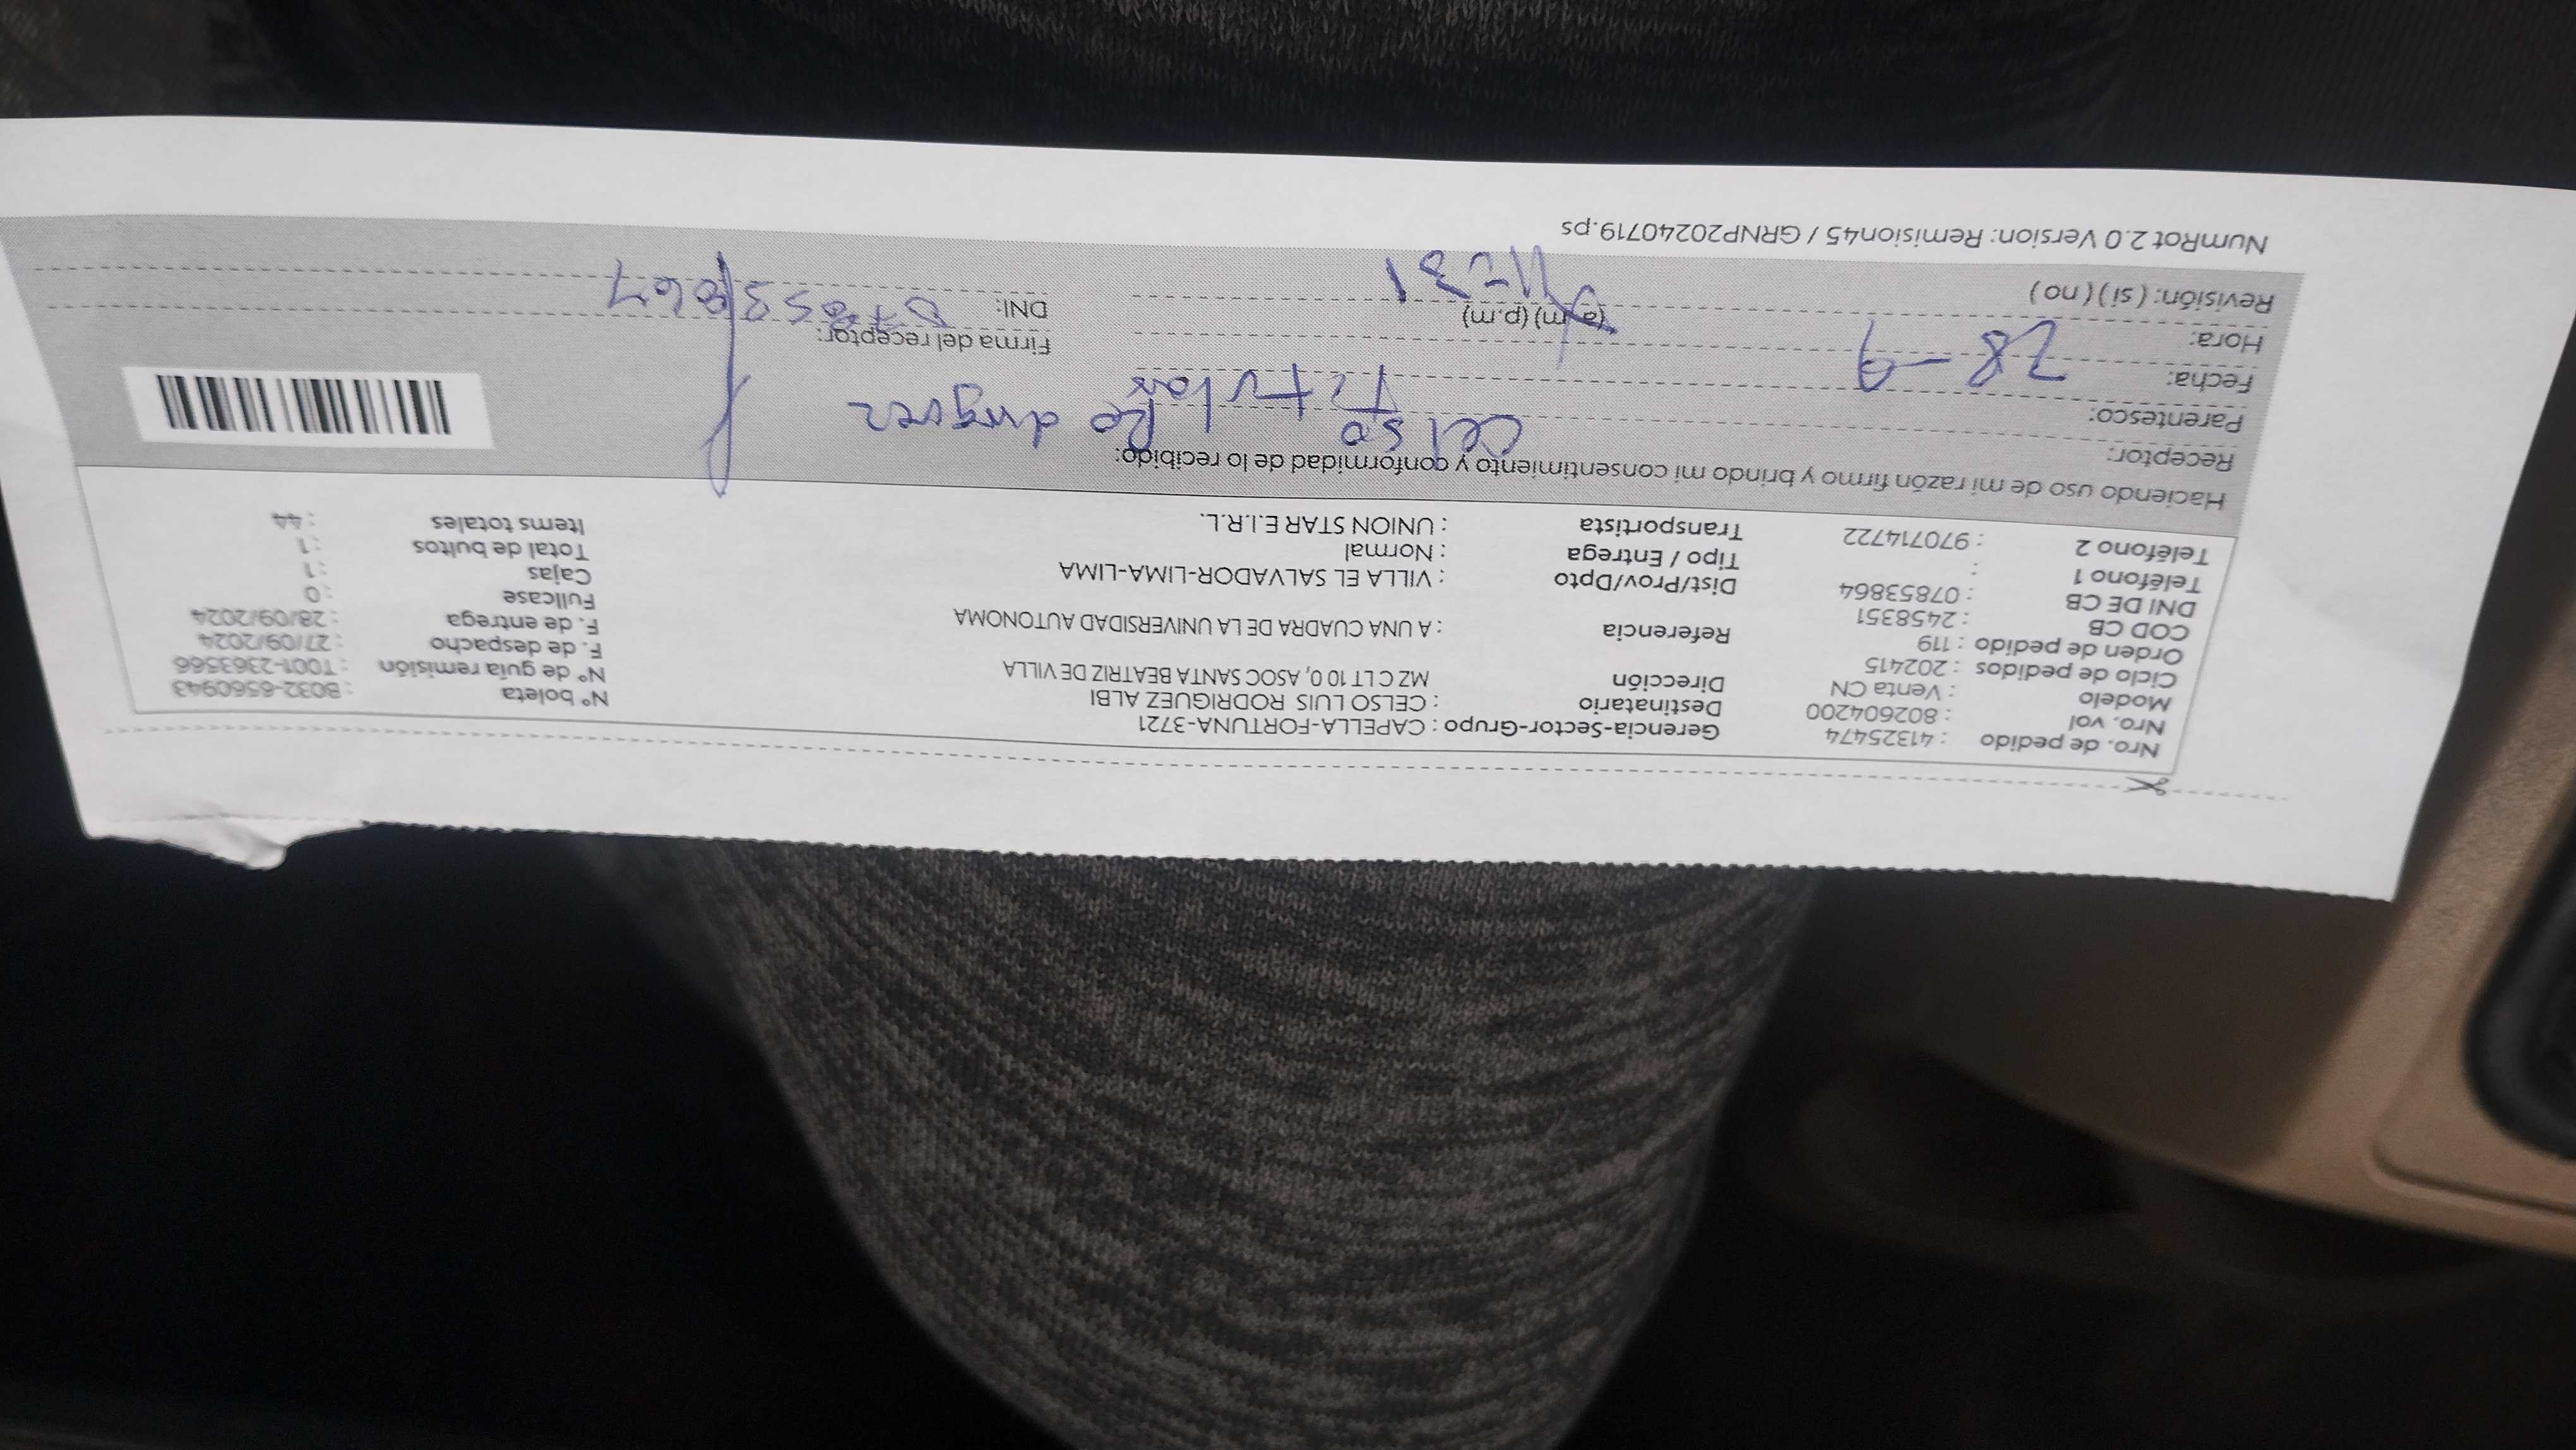 Nro. de pedido : 41325474 Gerencia-Sector-Grupo : CAPELLA-FORTUNA-3721 N° boleta : B032-6560943
Nro. vol : 802604200 Destinatario : CELSO LUIS RODRIGUEZ ALBI N° de guía remisión : T001-2363566
Modelo : Venta CN Dirección MZ C LT 10 0, ASOC SANTA BEATRIZ DE VILLA F. de despacho : 27/09/2024
Ciclo de pedidos : 202415 Referencia : A UNA CUADRA DE LA UNIVERSIDAD AUTONOMA F. de entrega : 28/09/2024
Orden de pedido : 119 Dist/Prov/Dpto : VILLA EL SALVADOR-LIMA-LIMA Fullcase : 0
COD CB : 2458351 Tipo / Entrega : Normal Cajas : 1
DNI DE CB : 07853864 Transportista : UNION STAR E.I.R.L. Total de bultos : 1
Teléfono 1 : Items totales : 44
Teléfono 2 : 970714722
Haciendo uso de mi razón firmo y brindo mi consentimiento y conformidad de lo recibido:
Receptor: Celso
Parentesco: Titular
Fecha: 28-9
Hora: (a.m) (p.m) 11:31 Firma del receptor:
Revisión: ( si ) ( no ) DNI:
NumRot 2.0 Version: Remision45 / GRNP20240719.ps